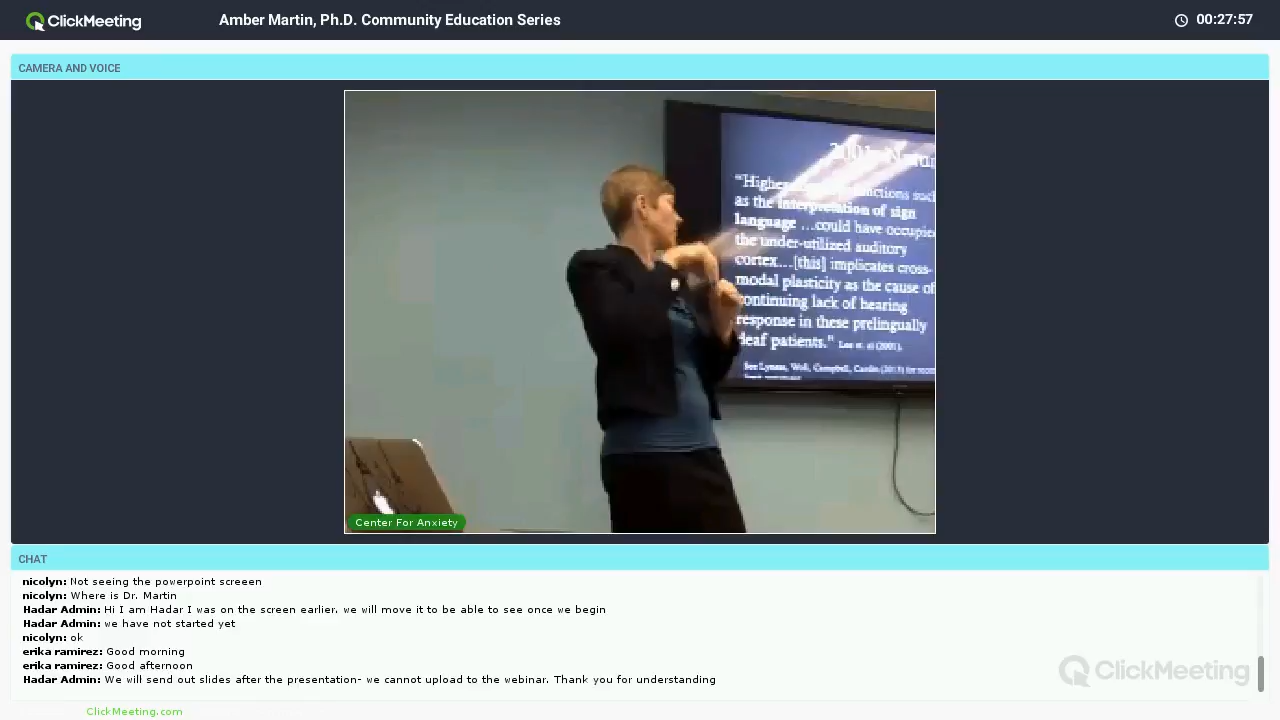 ClickMeeting
Amber Martin, Ph.D. Community Education Series
00:27:57
CAMERA AND VOICE
"Highe
ctions suc
as the interpretation of sign
language ...could have occupie
the under-utilized auditory
cortex...[this] implicates cross-
modal plasticity as the cause of
continuing lack of hearing
response in these prelingually
deaf patients."
Center For Anxiety
CHAT
nicolyn: Not seeing the powerpoint screeen
nicolyn: Where is Dr. Martin
Hadar Admin: Hi I am Hadar I was on the screen earlier. we will move it to be able to see once we begin
Hadar Admin: we have not started yet
nicolyn: ok
erika ramirez: Good morning
erika ramirez: Good afternoon
Hadar Admin: We will send out slides after the presentation- we cannot upload to the webinar. Thank you for understanding
ClickMeeting
ClickMeeting.com